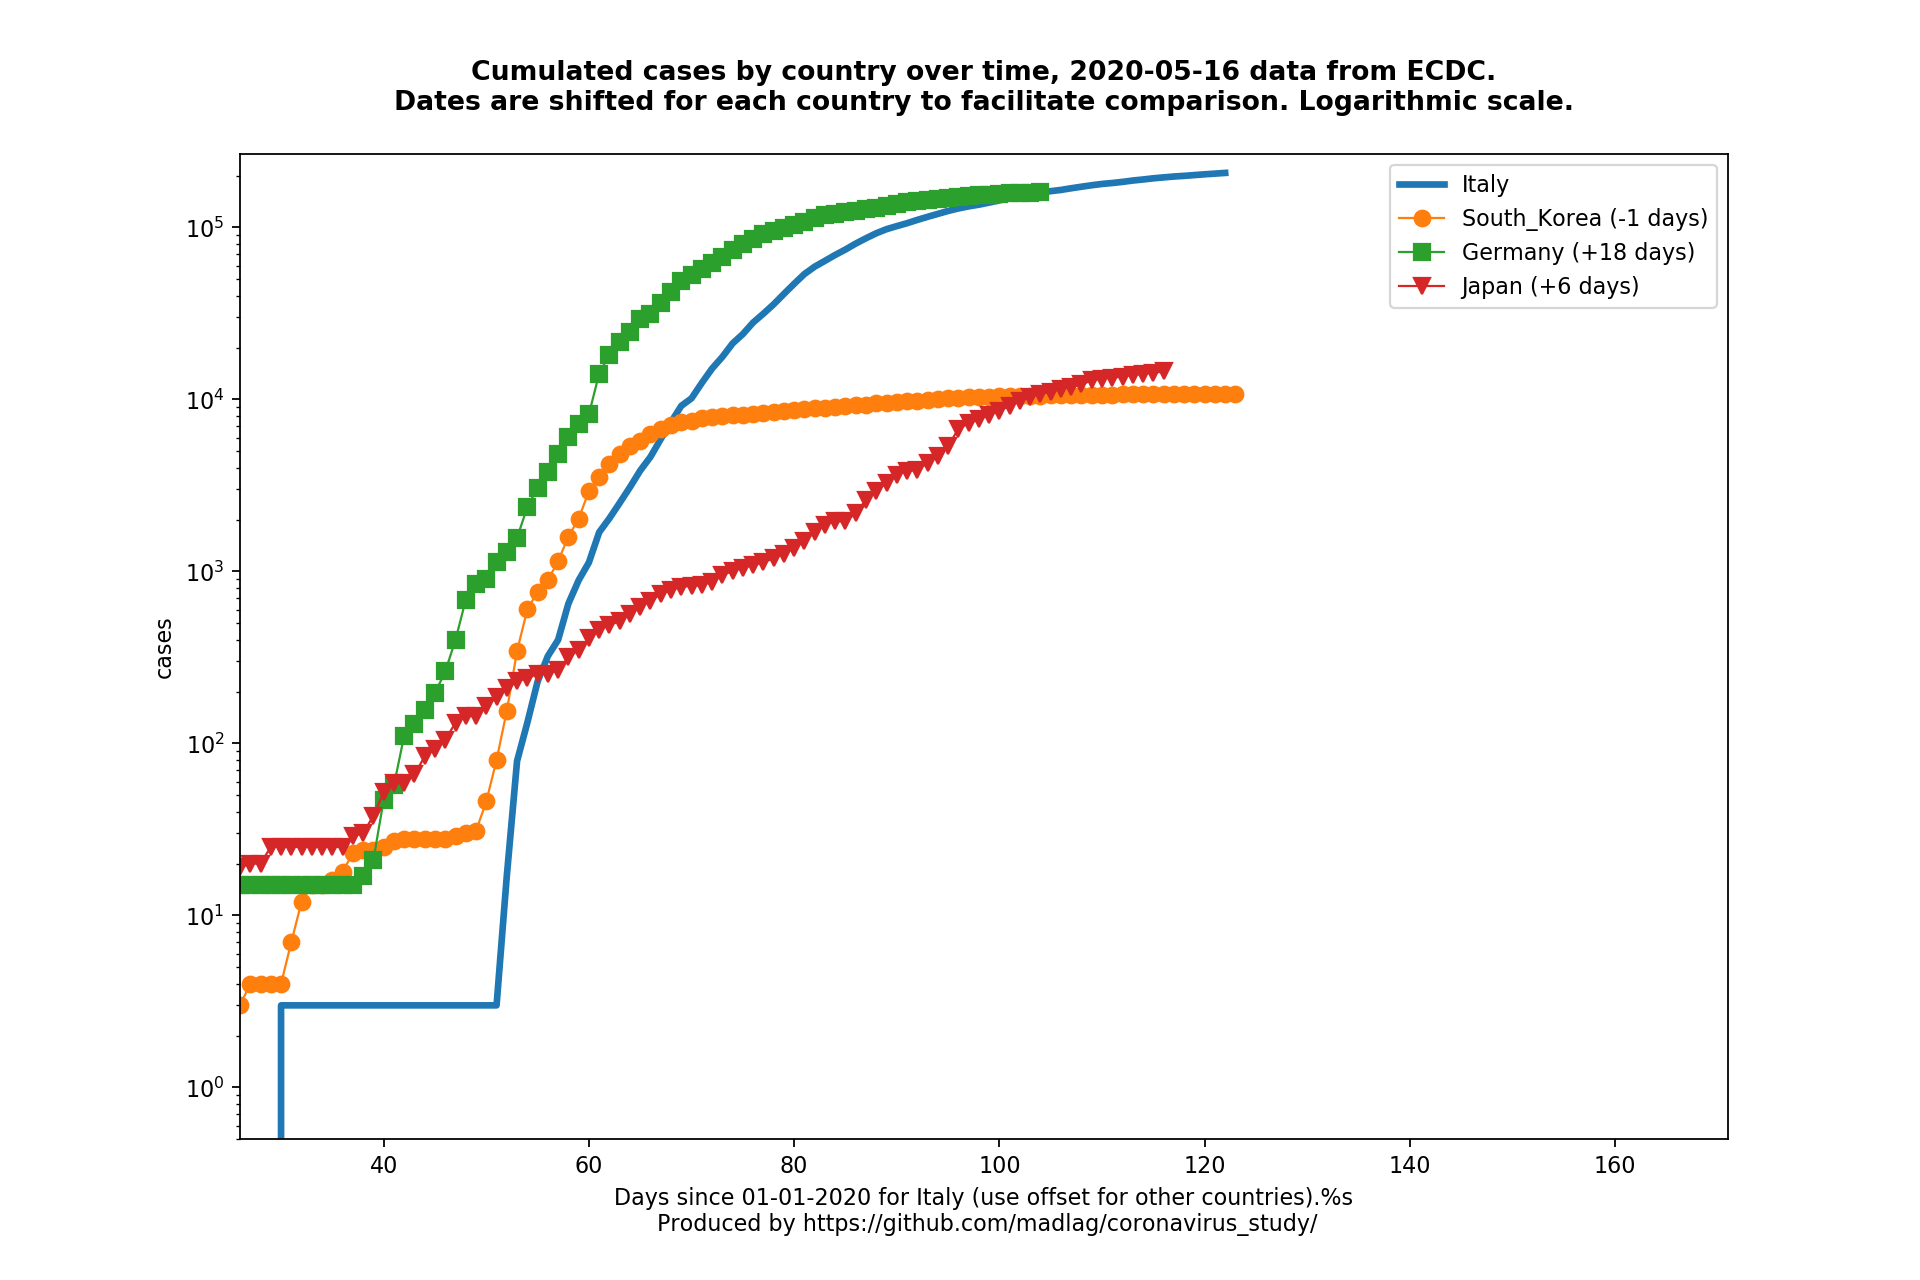 Cumulated cases by country over time, 2020-05-16 data from ECDC.
Dates are shifted for each country to facilitate comparison. Logarithmic scale.
Italy
South_Korea (-1 days)
Germany (+18 days)
Japan (+6 days)
10⁵
10⁴
10³
10²
10¹
10⁰
cases
40 60 80 100 120 140 160
Days since 01-01-2020 for Italy (use offset for other countries).%s
Produced by https://github.com/madlag/coronavirus_study/